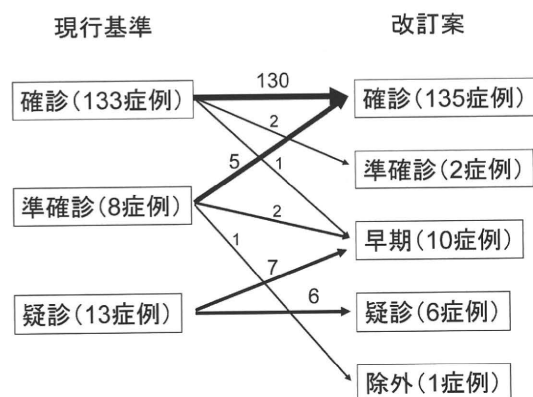 現行基準
改訂案
確診（133症例）
130
確診（135症例）
2
5
1
準確診（2症例）
準確診（8症例）
2
早期（10症例）
1
7
疑診（13症例）
6
疑診（6症例）
除外（1症例）